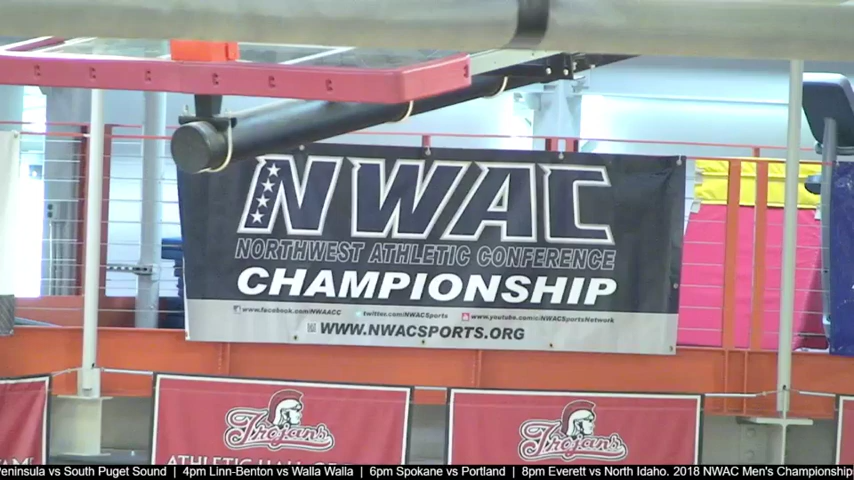 NWAC
NORTHWEST ATHLETIC CONFERENCE
CHAMPIONSHIP
www.facebook.com/NWAACC twitter.com/NWACSports www.youtube.com/c/NWACSportsNetwork
WWW.NWACSPORTS.ORG
Trojans
Trojans
ATHLETIC
Peninsula vs South Puget Sound | 4pm Linn-Benton vs Walla Walla | 6pm Spokane vs Portland | 8pm Everett vs North Idaho. 2018 NWAC Men's Championship